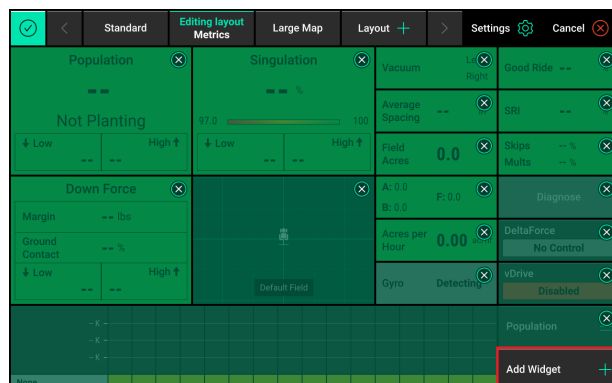 Standard
Editing layout
Metrics
Large Map
Layout +
Settings
Cancel
Population
-- 
Not Planting
Low
High
-- --
Singulation
-- %
97.0
100
Low
High
-- --
Vacuum
Right
Good Ride --
Average
Spacing
--
SRI --
Field
Acres
0.0
Skips -- %
Mults -- %
Down Force
Margin -- lbs
Ground
Contact
-- %
Low
High
-- --
Default Field
A: 0.0
B: 0.0
F: 0.0
Diagnose
Acres per
Hour
0.00
DeltaForce
No Control
Gyro
Detecting
vDrive
Disabled
- K -
- K -
- K -
None
Population
Add Widget +